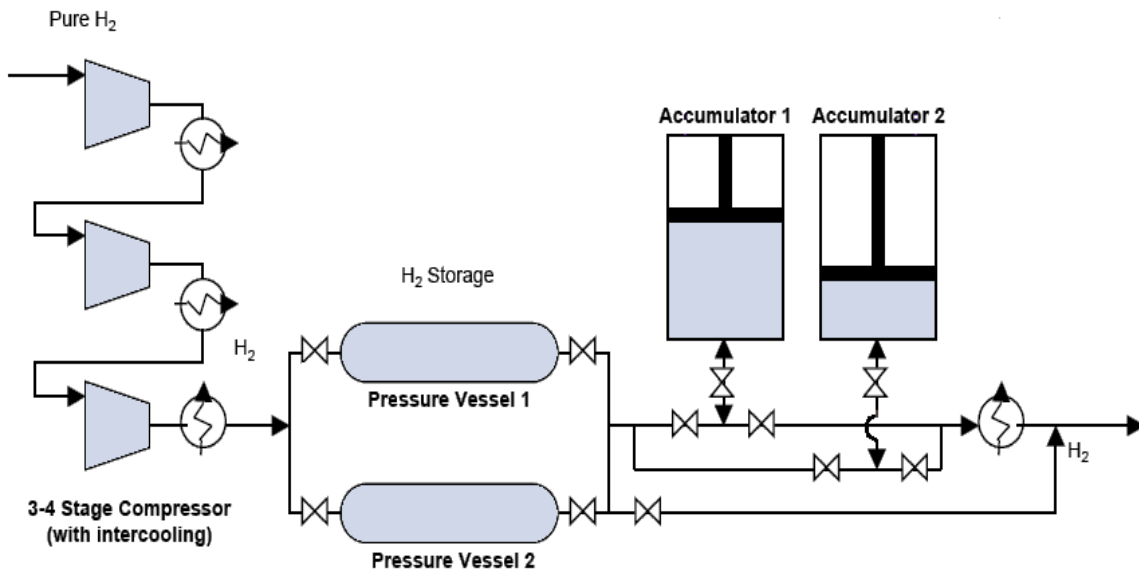 Pure H₂
Accumulator 1
Accumulator 2
H₂ Storage
H₂
Pressure Vessel 1
H₂
3-4 Stage Compressor
(with intercooling)
Pressure Vessel 2